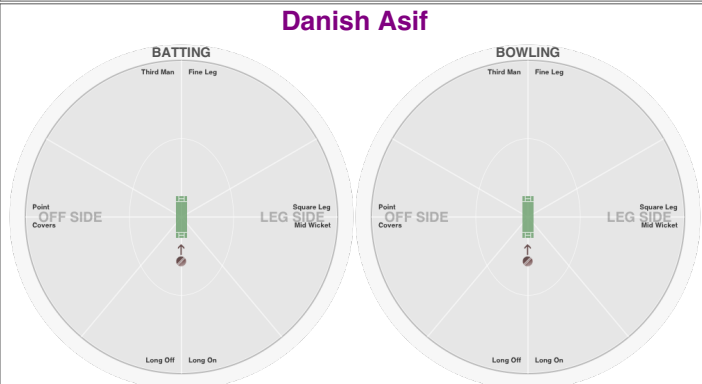 Danish Asif
BATTING
Third Man Fine Leg
Point
OFF SIDE
Covers
Square Leg
LEG SIDE
Mid Wicket
Long Off Long On
BOWLING
Third Man Fine Leg
Point
OFF SIDE
Covers
Square Leg
LEG SIDE
Mid Wicket
Long Off Long On